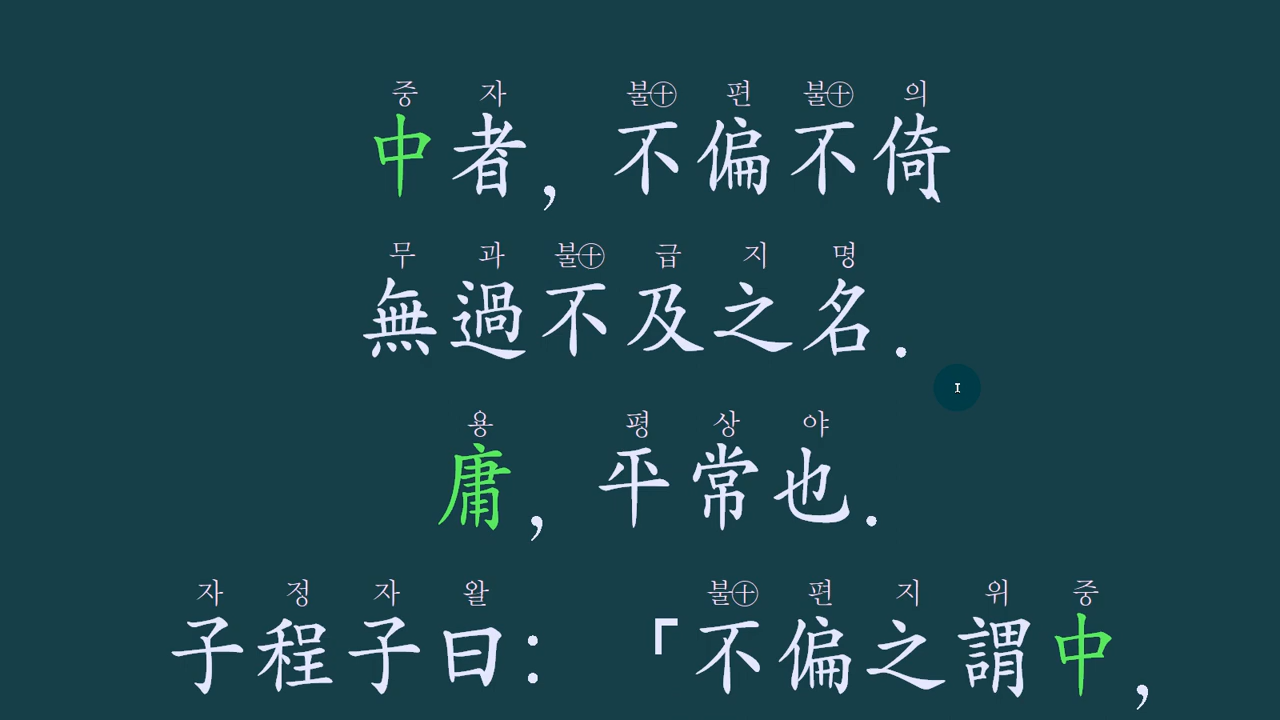 중 자 불㊉ 편 불㊉ 의
中者, 不偏不倚
무 과 불㊉ 급 지 명
無過不及之名.
용 평 상 야
庸, 平常也.
자 정 자 왈 불㊉ 편 지 위 중
子程子曰: 「不偏之謂中,